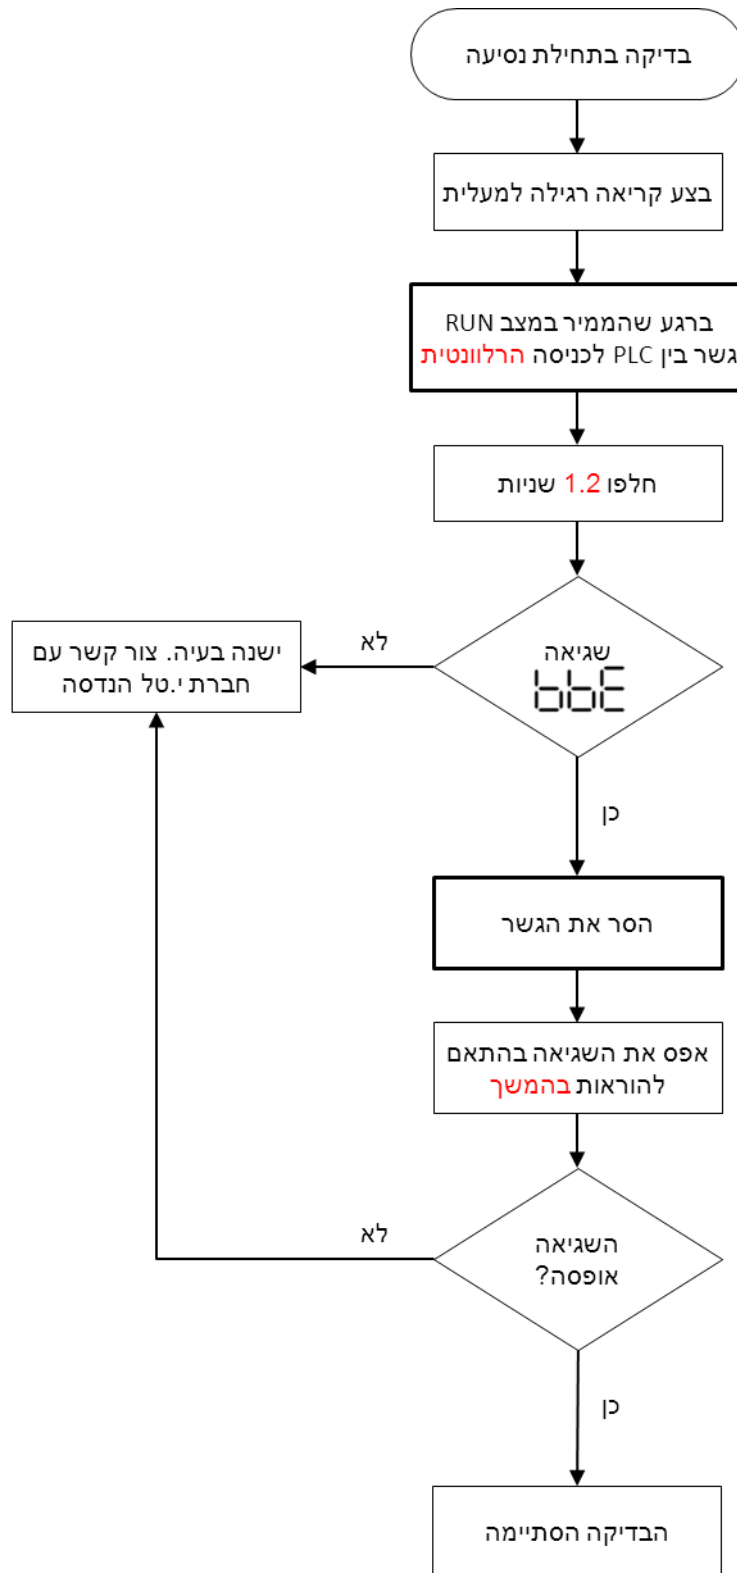 בדיקה בתחילת נסיעה
בצע קריאה רגילה למעלית
ברגע שהממיר במצב RUN
גשר בין PLC לכניסה הרלוונטית
חלפו 1.2 שניות
שגיאה
bbE
לא
ישנה בעיה. צור קשר עם
חברת י.טל הנדסה
כן
הסר את הגשר
אפס את השגיאה בהתאם
להוראות בהמשך
השגיאה
אופסה?
לא
כן
הבדיקה הסתיימה